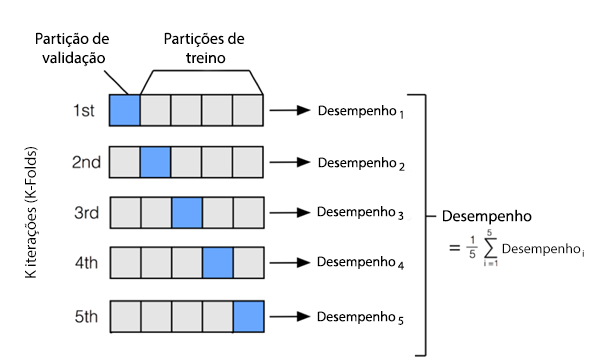 Partição de
validação
Partições de
treino
K iterações (K-Folds)
1st
Desempenho 1
2nd
Desempenho 2
3rd
Desempenho 3
4th
Desempenho 4
5th
Desempenho 5
Desempenho
= 1/5 5∑i=1 Desempenho i